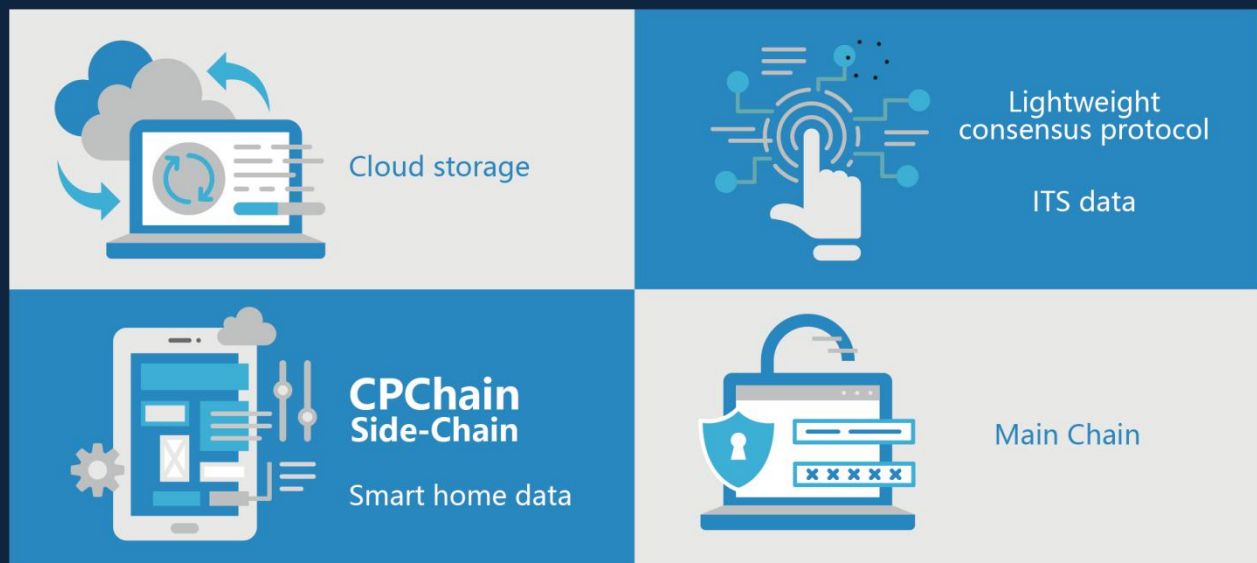 Cloud storage
Lightweight
consensus protocol
ITS data
CPChain
Side-Chain
Smart home data
Main Chain